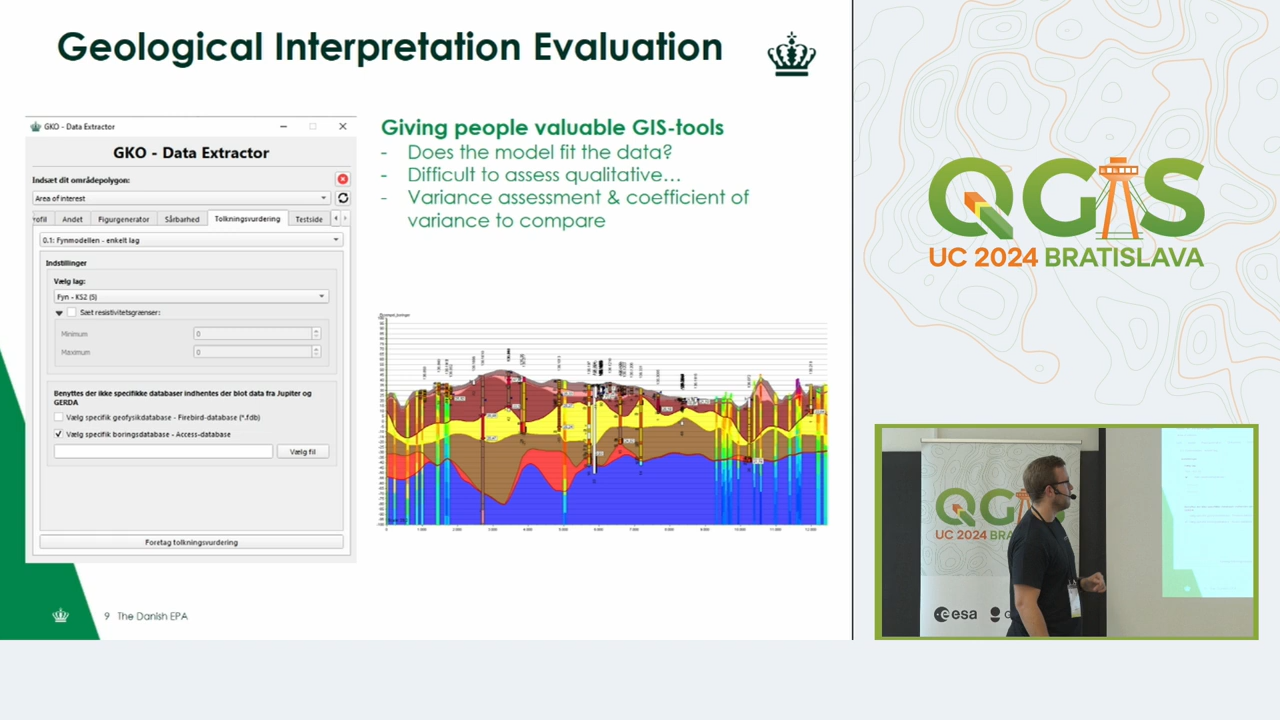 Geological Interpretation Evaluation
GKO - Data Extractor
GKO - Data Extractor
Indsæt dit områdepolygon:
Area of interest
rofil Andet Figurgenerator Sårbarhed Tolkningsvurdering Testside
0.1: Fynmodellen - enkelt lag
Indstillinger
Vælg lag:
Fyn - KS2 (5)
Sæt resistivitetsgrænser:
Minimum 0
Maximum 0
Benyttes der ikke specifikke databaser indhentes der blot data fra Jupiter og
GERDA
Vælg specifik geofysikdatabase - Firebird-database (*.fdb)
Vælg specifik boringsdatabase - Access-database
Vælg fil
Foretag tolkningsvurdering
Giving people valuable GIS-tools
- Does the model fit the data?
- Difficult to assess qualitative...
- Variance assessment & coefficient of
variance to compare
9 The Danish EPA
QGIS
UC 2024 BRATISLAVA
QGI
UC 2024 BRA
esa